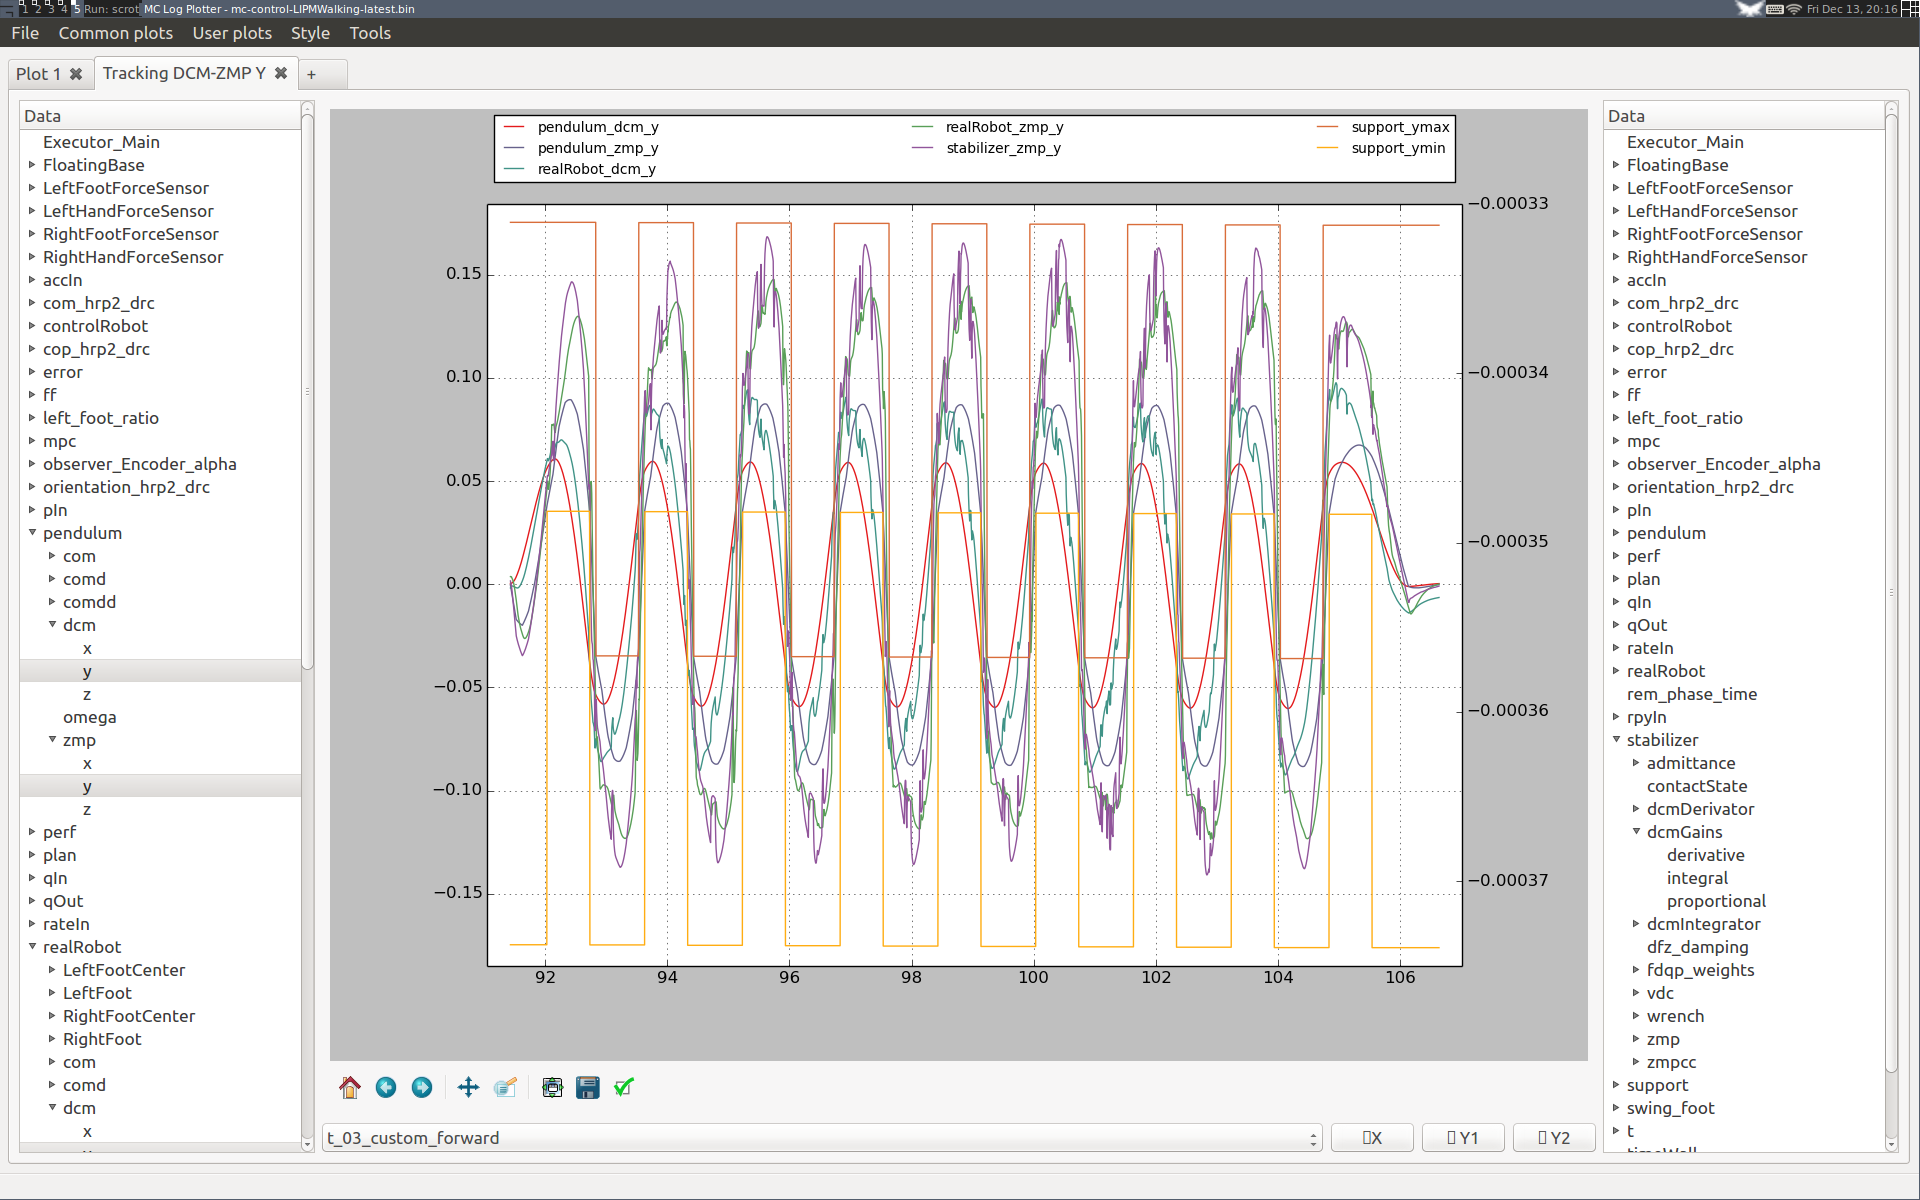 1 2 3 4 5 Run: scrot MC Log Plotter - mc-control-LIPMWalking-latest.bin Fri Dec 13, 20:16
File Common plots User plots Style Tools
Plot 1 Tracking DCM-ZMP Y +
Data
Executor_Main
FloatingBase
LeftFootForceSensor
LeftHandForceSensor
RightFootForceSensor
RightHandForceSensor
accIn
com_hrp2_drc
controlRobot
cop_hrp2_drc
error
ff
left_foot_ratio
mpc
observer_Encoder_alpha
orientation_hrp2_drc
pIn
pendulum
com
comd
comdd
dcm
x
y
z
omega
zmp
x
y
z
perf
plan
qIn
qOut
rateIn
realRobot
LeftFootCenter
LeftFoot
RightFootCenter
RightFoot
com
comd
dcm
x
pendulum_dcm_y
pendulum_zmp_y
realRobot_dcm_y
realRobot_zmp_y
stabilizer_zmp_y
support_ymax
support_ymin
0.15
0.10
0.05
0.00
−0.05
−0.10
−0.15
−0.00033
−0.00034
−0.00035
−0.00036
−0.00037
92 94 96 98 100 102 104 106
t_03_custom_forward
X
Y1
Y2
Data
Executor_Main
FloatingBase
LeftFootForceSensor
LeftHandForceSensor
RightFootForceSensor
RightHandForceSensor
accIn
com_hrp2_drc
controlRobot
cop_hrp2_drc
error
ff
left_foot_ratio
mpc
observer_Encoder_alpha
orientation_hrp2_drc
pIn
pendulum
perf
plan
qIn
qOut
rateIn
realRobot
rem_phase_time
rpyIn
stabilizer
admittance
contactState
dcmDerivator
dcmGains
derivative
integral
proportional
dcmIntegrator
dfz_damping
fdqp_weights
vdc
wrench
zmp
zmpcc
support
swing_foot
t